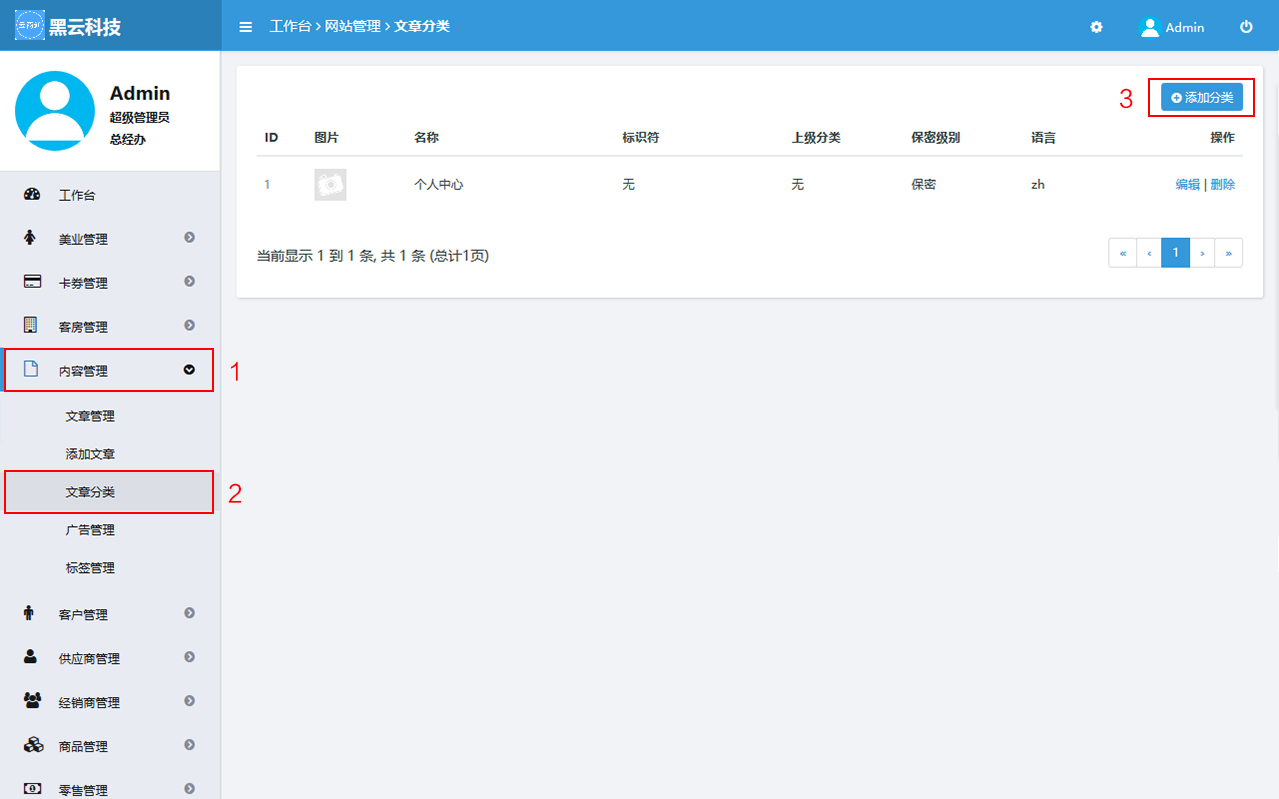 黑云科技
工作台 › 网站管理 › 文章分类
Admin
Admin
超级管理员
总经办
工作台
美业管理
卡券管理
客房管理
内容管理
1
文章管理
添加文章
文章分类
2
广告管理
标签管理
客户管理
供应商管理
经销商管理
商品管理
零售管理
3
添加分类
ID 图片 名称 标识符 上级分类 保密级别 语言 操作
1 个人中心 无 无 保密 zh 编辑 | 删除
当前显示 1 到 1 条, 共 1 条 (总计1页)
« ‹ 1 › »